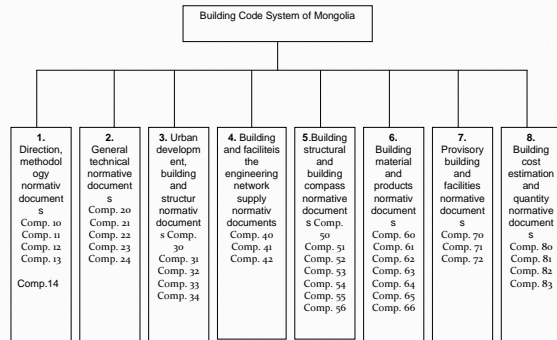 Building Code System of Mongolia
1.
Direction,
methodol
ogy
normativ
document
s
Comp. 10
Comp. 11
Comp. 12
Comp. 13
Comp.14
2.
General
technical
normative
document
s
Comp. 20
Comp. 21
Comp. 22
Comp. 23
Comp. 24
3. Urban
developm
ent,
building
and
structur
normativ
document
s Comp.
30
Comp. 31
Comp. 32
Comp. 33
Comp. 34
4. Building
and faciliteis
the
engineering
network
supply
normativ
documents
Comp. 40
Comp. 41
Comp. 42
5.Building
structural
and
building
compass
normative
document
s Comp.
50
Comp. 51
Comp. 52
Comp. 53
Comp. 54
Comp. 55
Comp. 56
6.
Building
material
and
products
normativ
document
s
Comp. 60
Comp. 61
Comp. 62
Comp. 63
Comp. 64
Comp. 65
Comp. 66
7.
Provisory
building
and
facilities
normative
document
s
Comp. 70
Comp. 71
Comp. 72
8.
Building
cost
estimation
and
quantity
normative
document
s
Comp. 80
Comp. 81
Comp. 82
Comp. 83